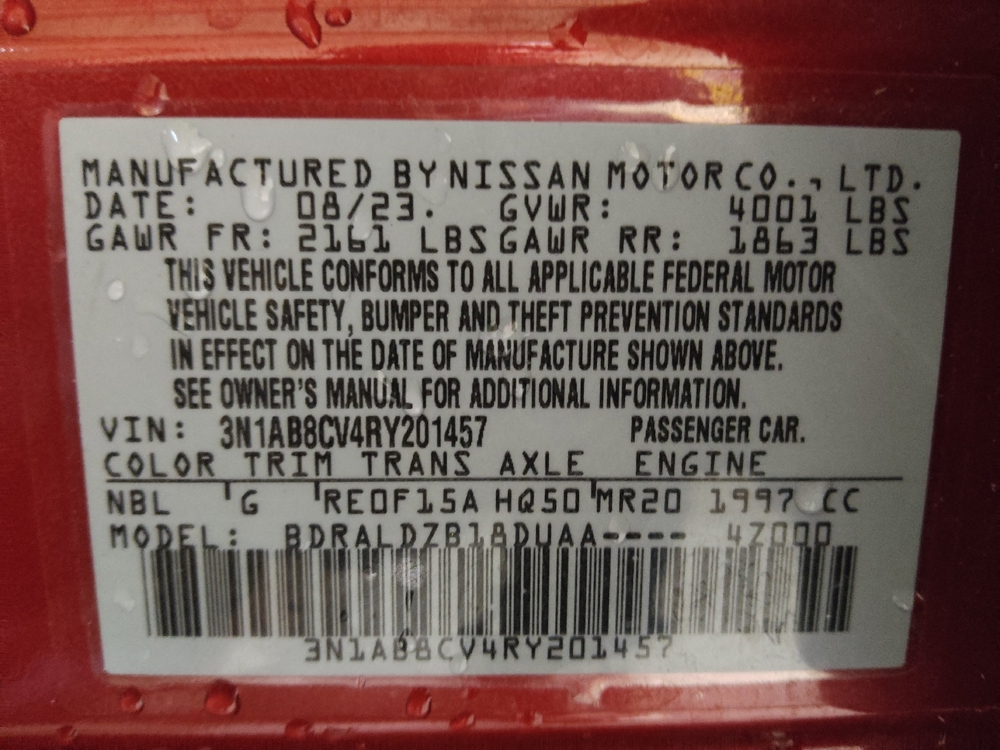 MANUFACTURED BY NISSAN MOTOR CO., LTD.
DATE: 08/23. GVWR: 4001 LBS
GAWR FR: 2161 LBS GAWR RR: 1863 LBS
THIS VEHICLE CONFORMS TO ALL APPLICABLE FEDERAL MOTOR
VEHICLE SAFETY, BUMPER AND THEFT PREVENTION STANDARDS
IN EFFECT ON THE DATE OF MANUFACTURE SHOWN ABOVE.
SEE OWNER'S MANUAL FOR ADDITIONAL INFORMATION.
VIN: 3N1AB8CV4RY201457 PASSENGER CAR.
COLOR TRIM TRANS AXLE ENGINE
NBL G RE0F15A HQ50 MR20 1997 CC
MODEL: BDRALDZB18DUAA---- 4Z000
3N1AB8CV4RY201457